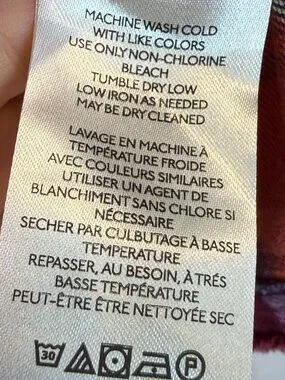 MACHINE WASH COLD
WITH LIKE COLORS
USE ONLY NON-CHLORINE
BLEACH
TUMBLE DRY LOW
LOW IRON AS NEEDED
MAY BE DRY CLEANED
LAVAGE EN MACHINE À
TEMPÉRATURE FROIDE
AVEC COULEURS SIMILAIRES
UTILISER UN AGENT DE
BLANCHIMENT SANS CHLORE SI
NÉCESSAIRE
SECHER PAR CULBUTAGE À BASSE
TEMPERATURE
REPASSER, AU BESOIN, À TRÉS
BASSE TEMPÉRATURE
PEUT-ÊTRE ÊTRE NETTOYÉE SEC
30 P